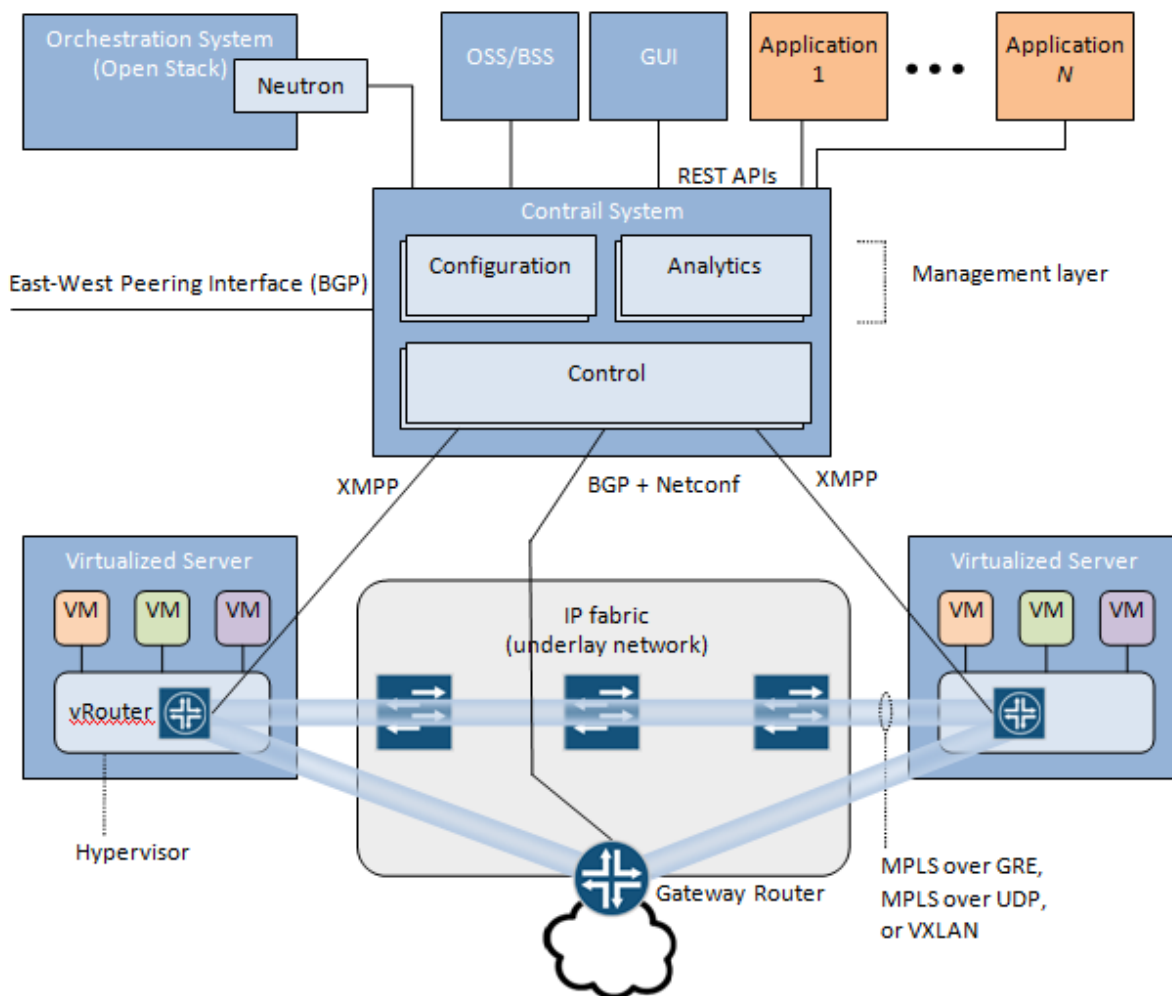 Orchestration System
(Open Stack)
Neutron
OSS/BSS
GUI
Application
1
Application
N
REST APIs
Contrail System
Configuration
Analytics
Management layer
East-West Peering Interface (BGP)
Control
XMPP
BGP + Netconf
XMPP
Virtualized Server
VM
VM
VM
vRouter
Hypervisor
IP fabric
(underlay network)
Virtualized Server
VM
VM
VM
Gateway Router
MPLS over GRE,
MPLS over UDP,
or VXLAN